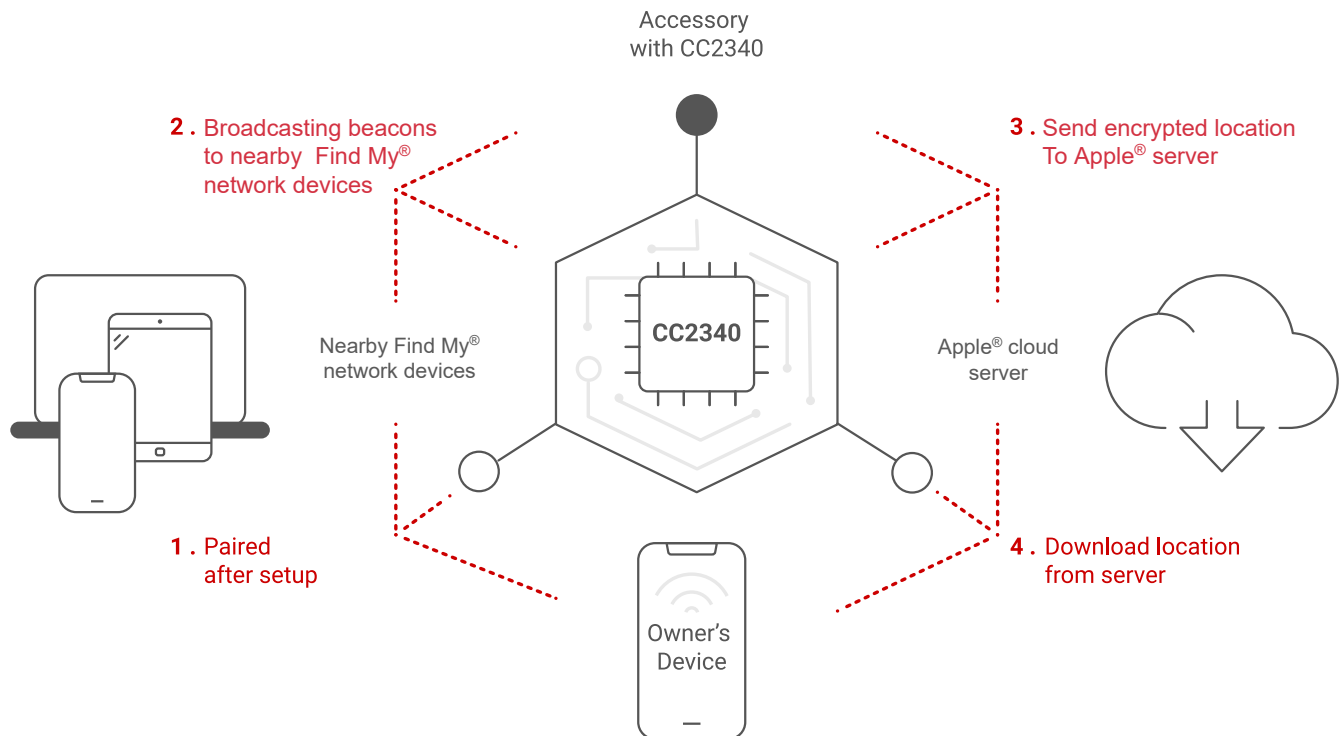 Accessory
with CC2340
2 . Broadcasting beacons
to nearby Find My®
network devices
3 . Send encrypted location
To Apple® server
CC2340
Nearby Find My®
network devices
Apple® cloud
server
1 . Paired
after setup
4 . Download location
from server
Owner's
Device